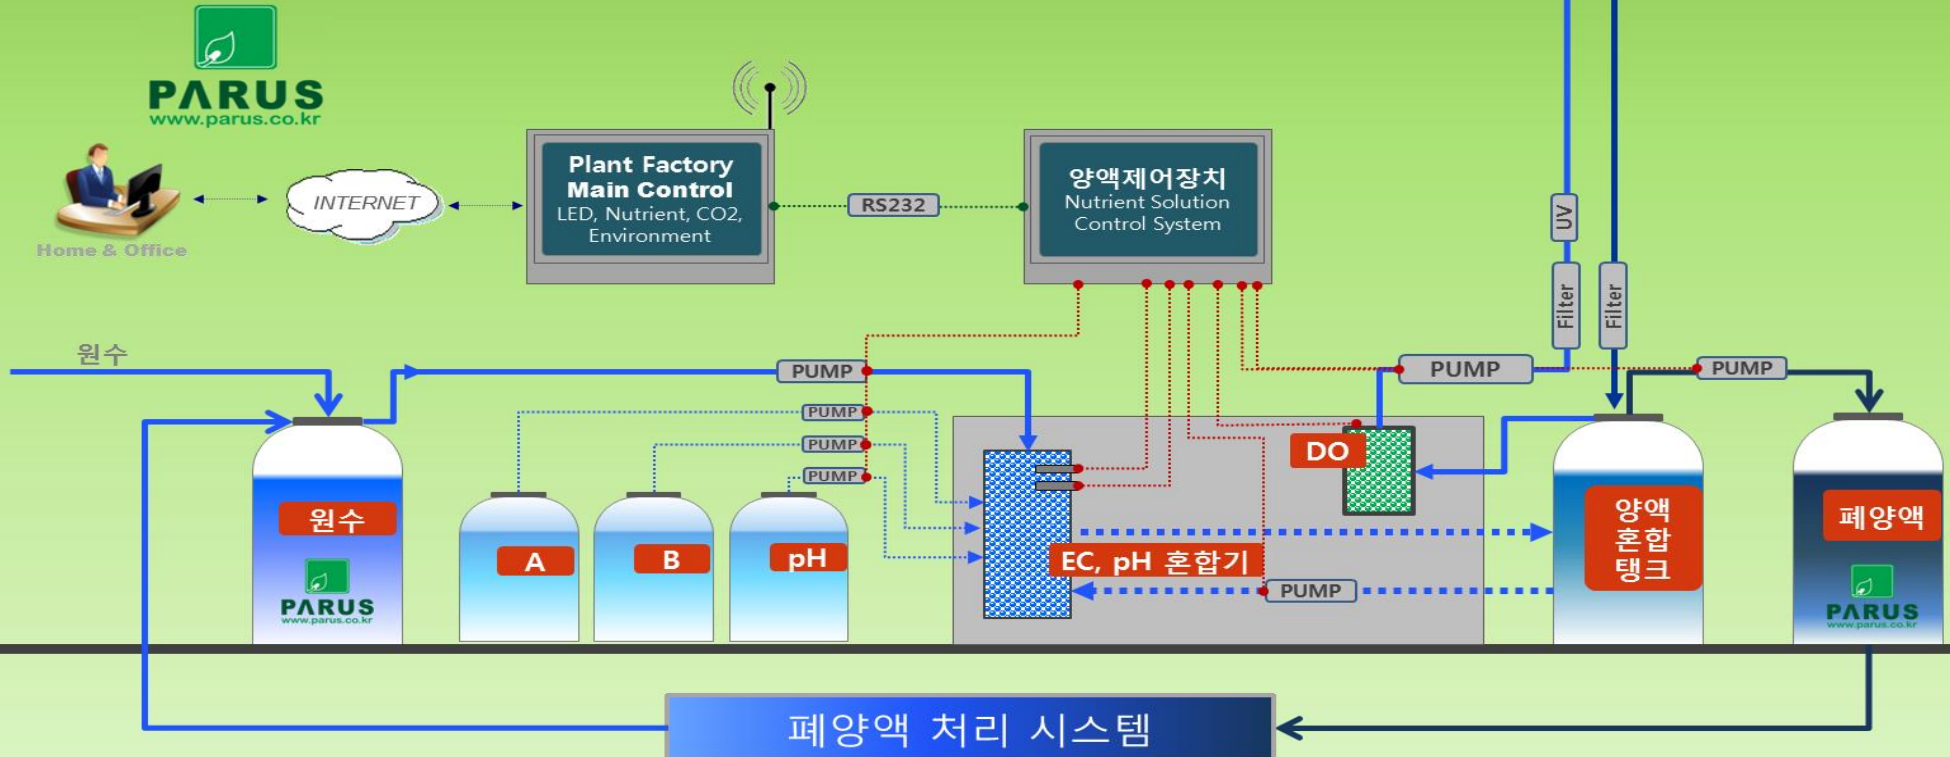 PARUS
www.parus.co.kr
Home & Office
INTERNET
Plant Factory
Main Control
LED, Nutrient, CO2,
Environment
RS232
양액제어장치
Nutrient Solution
Control System
UV
Filter
Filter
원수
PUMP
PUMP
PUMP
PUMP
PUMP
PUMP
원수
PARUS
www.parus.co.kr
A
B
pH
DO
EC, pH 혼합기
PUMP
양액
혼합
탱크
폐양액
PARUS
www.parus.co.kr
폐양액 처리 시스템